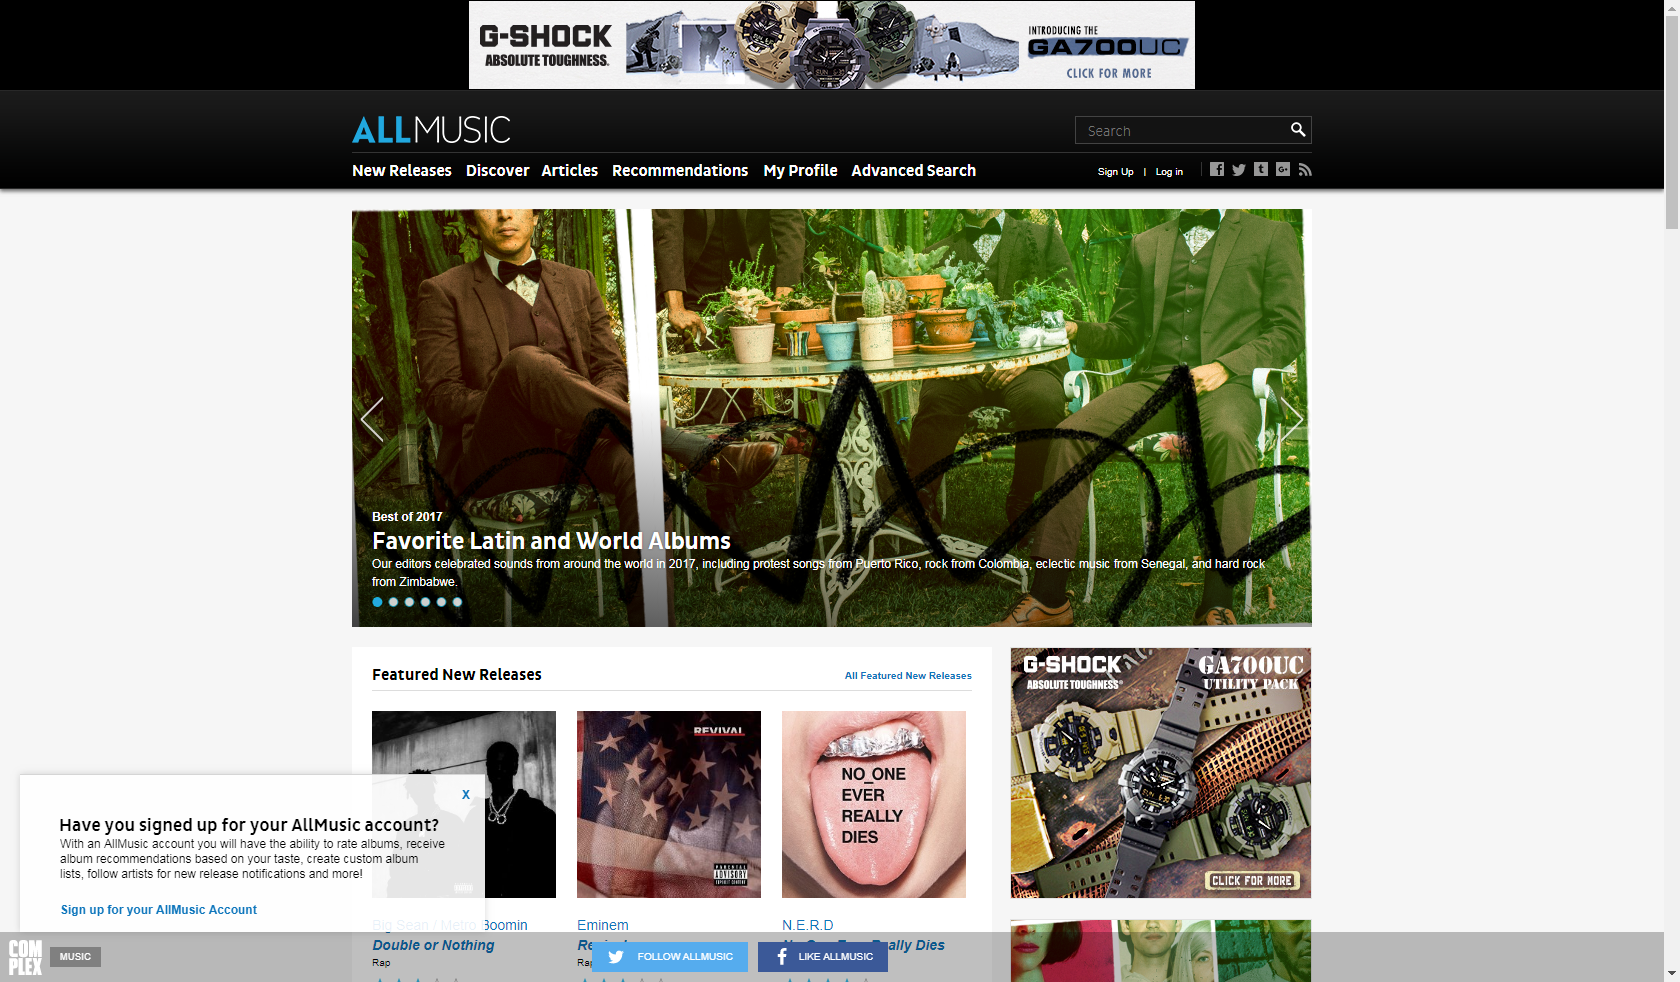 G-SHOCK
ABSOLUTE TOUGHNESS.
INTRODUCING THE
GA700UC
CLICK FOR MORE
ALLMUSIC
Search
New Releases Discover Articles Recommendations My Profile Advanced Search
Sign Up | Log in
Best of 2017
Favorite Latin and World Albums
Our editors celebrated sounds from around the world in 2017, including protest songs from Puerto Rico, rock from Colombia, eclectic music from Senegal, and hard rock
from Zimbabwe.
Featured New Releases
All Featured New Releases
REVIVAL
PARENTAL
ADVISORY
EXPLICIT CONTENT
NO_ONE
EVER
REALLY
DIES
Big Sean / Metro Boomin
Double or Nothing
Rap
Eminem
Rap
N.E.R.D
No One Ever Really Dies
G-SHOCK
ABSOLUTE TOUGHNESS
GA700UC
UTILITY PACK
CLICK FOR MORE
X
Have you signed up for your AllMusic account?
With an AllMusic account you will have the ability to rate albums, receive
album recommendations based on your taste, create custom album
lists, follow artists for new release notifications and more!
Sign up for your AllMusic Account
COMPLEX
MUSIC
FOLLOW ALLMUSIC
LIKE ALLMUSIC